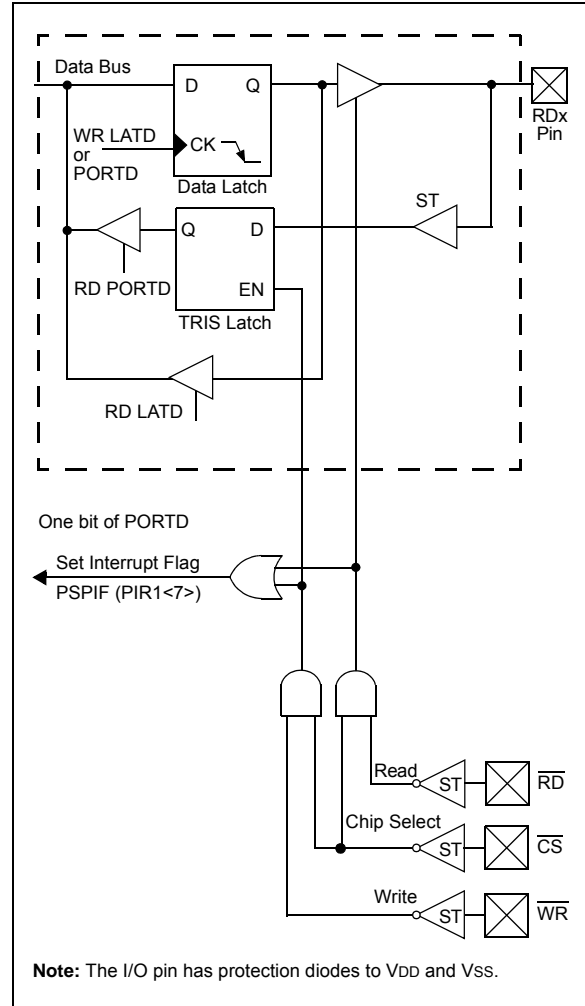 Data Bus
D Q
RDx
Pin
WR LATD
or
PORTD
CK
Data Latch
ST
Q D
RD PORTD
EN
TRIS Latch
RD LATD
One bit of PORTD
Set Interrupt Flag
PSPIF (PIR1<7>)
Read
ST
RD
Chip Select
ST
CS
Write
ST
WR
Note: The I/O pin has protection diodes to VDD and VSS.